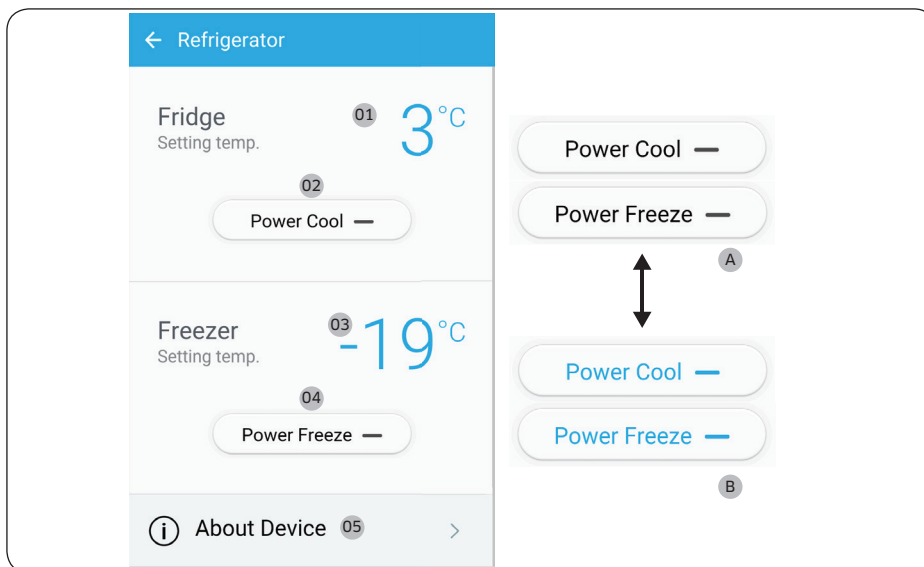 ← Refrigerator
Fridge
Setting temp.
01
3°C
02
Power Cool —
Freezer
Setting temp.
03
-19°C
04
Power Freeze —
i About Device 05 >
Power Cool —
Power Freeze —
A
Power Cool —
Power Freeze —
B